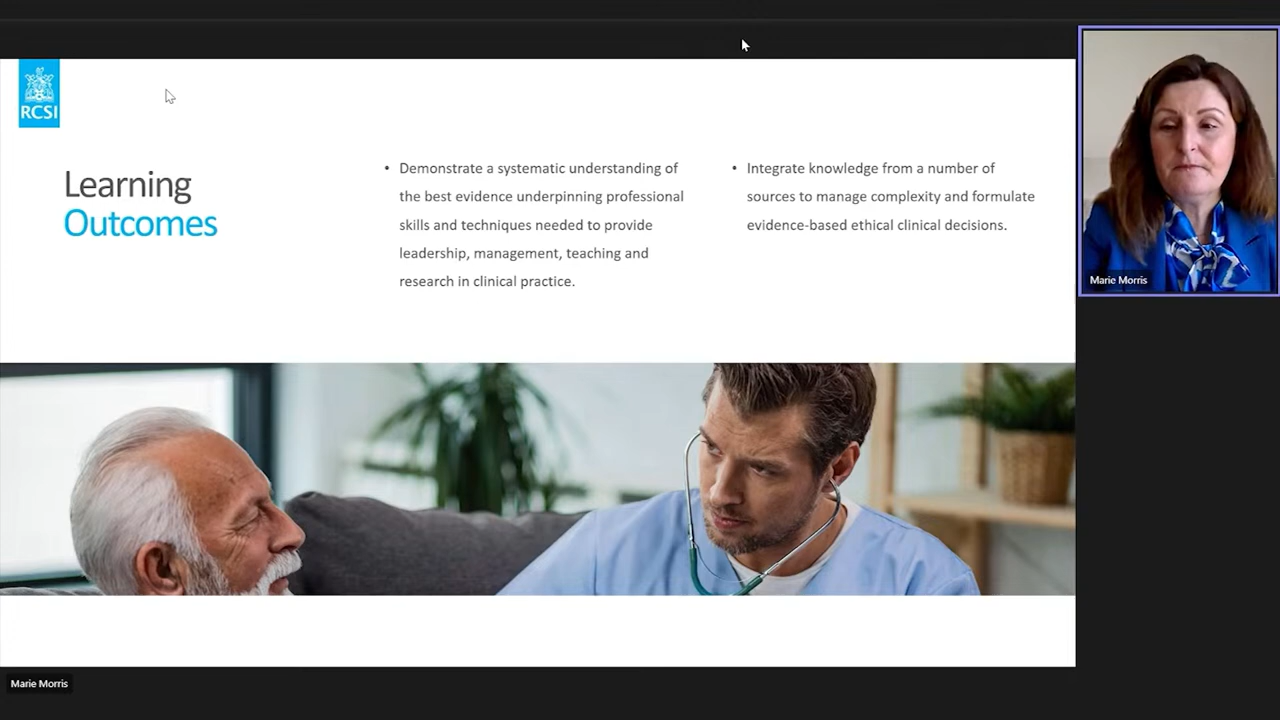 RCSI
Learning
Outcomes
• Demonstrate a systematic understanding of
the best evidence underpinning professional
skills and techniques needed to provide
leadership, management, teaching and
research in clinical practice.
• Integrate knowledge from a number of
sources to manage complexity and formulate
evidence-based ethical clinical decisions.
Marie Morris
Marie Morris